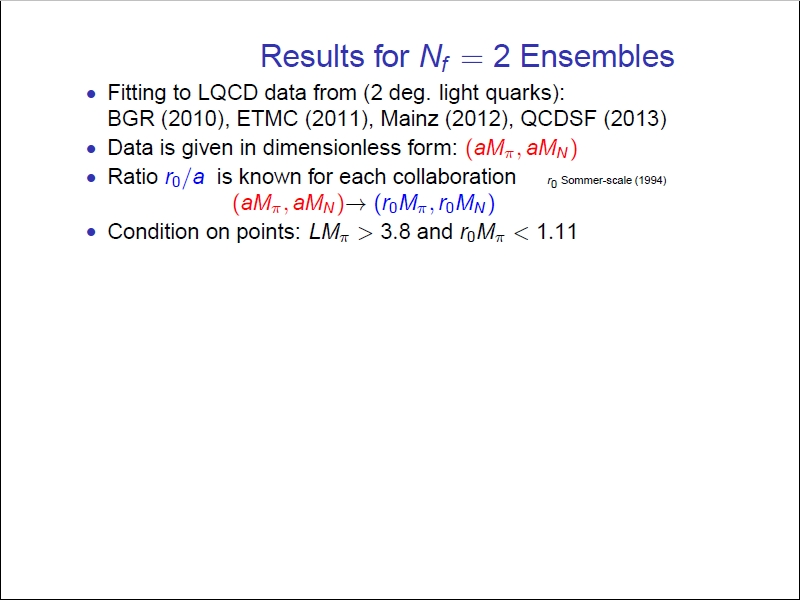 Results for N_f = 2 Ensembles
• Fitting to LQCD data from (2 deg. light quarks):
BGR (2010), ETMC (2011), Mainz (2012), QCDSF (2013)
• Data is given in dimensionless form: (aM_π, aM_N)
• Ratio r_0/a is known for each collaboration r_0 Sommer-scale (1994)
(aM_π, aM_N)→ (r_0M_π, r_0M_N)
• Condition on points: LM_π > 3.8 and r_0M_π < 1.11